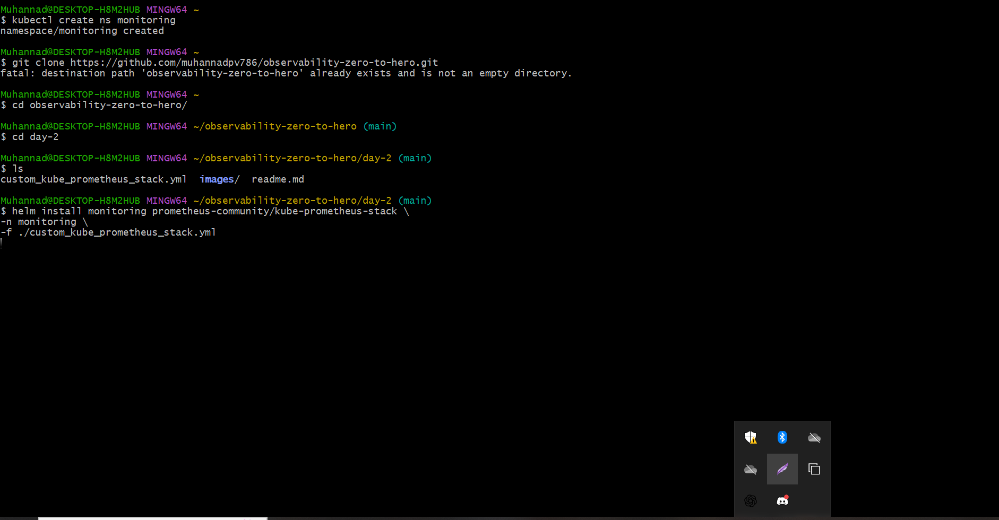 Muhannad@DESKTOP-H8M2HUB MINGW64 ~
$ kubectl create ns monitoring
namespace/monitoring created
Muhannad@DESKTOP-H8M2HUB MINGW64 ~
$ git clone https://github.com/muhannadpv786/observability-zero-to-hero.git
fatal: destination path 'observability-zero-to-hero' already exists and is not an empty directory.
Muhannad@DESKTOP-H8M2HUB MINGW64 ~
$ cd observability-zero-to-hero/
Muhannad@DESKTOP-H8M2HUB MINGW64 ~/observability-zero-to-hero (main)
$ cd day-2
Muhannad@DESKTOP-H8M2HUB MINGW64 ~/observability-zero-to-hero/day-2 (main)
$ ls
custom_kube_prometheus_stack.yml  images/  readme.md
Muhannad@DESKTOP-H8M2HUB MINGW64 ~/observability-zero-to-hero/day-2 (main)
$ helm install monitoring prometheus-community/kube-prometheus-stack \
-n monitoring \
-f ./custom_kube_prometheus_stack.yml